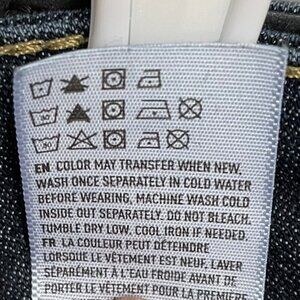 EN COLOR MAY TRANSFER WHEN NEW.
WASH ONCE SEPARATELY IN COLD WATER
BEFORE WEARING, MACHINE WASH COLD
INSIDE OUT SEPARATELY. DO NOT BLEACH.
TUMBLE DRY LOW, COOL IRON IF NEEDED.
FR LA COULEUR PEUT DÉTEINDRE
LORSQUE LE VÊTEMENT EST NEUF, LAVER
SÉPARÉMENT À L'EAU FROIDE AVANT DE
PORTER LE VÊTEMENT POUR LA PREMIÈRE